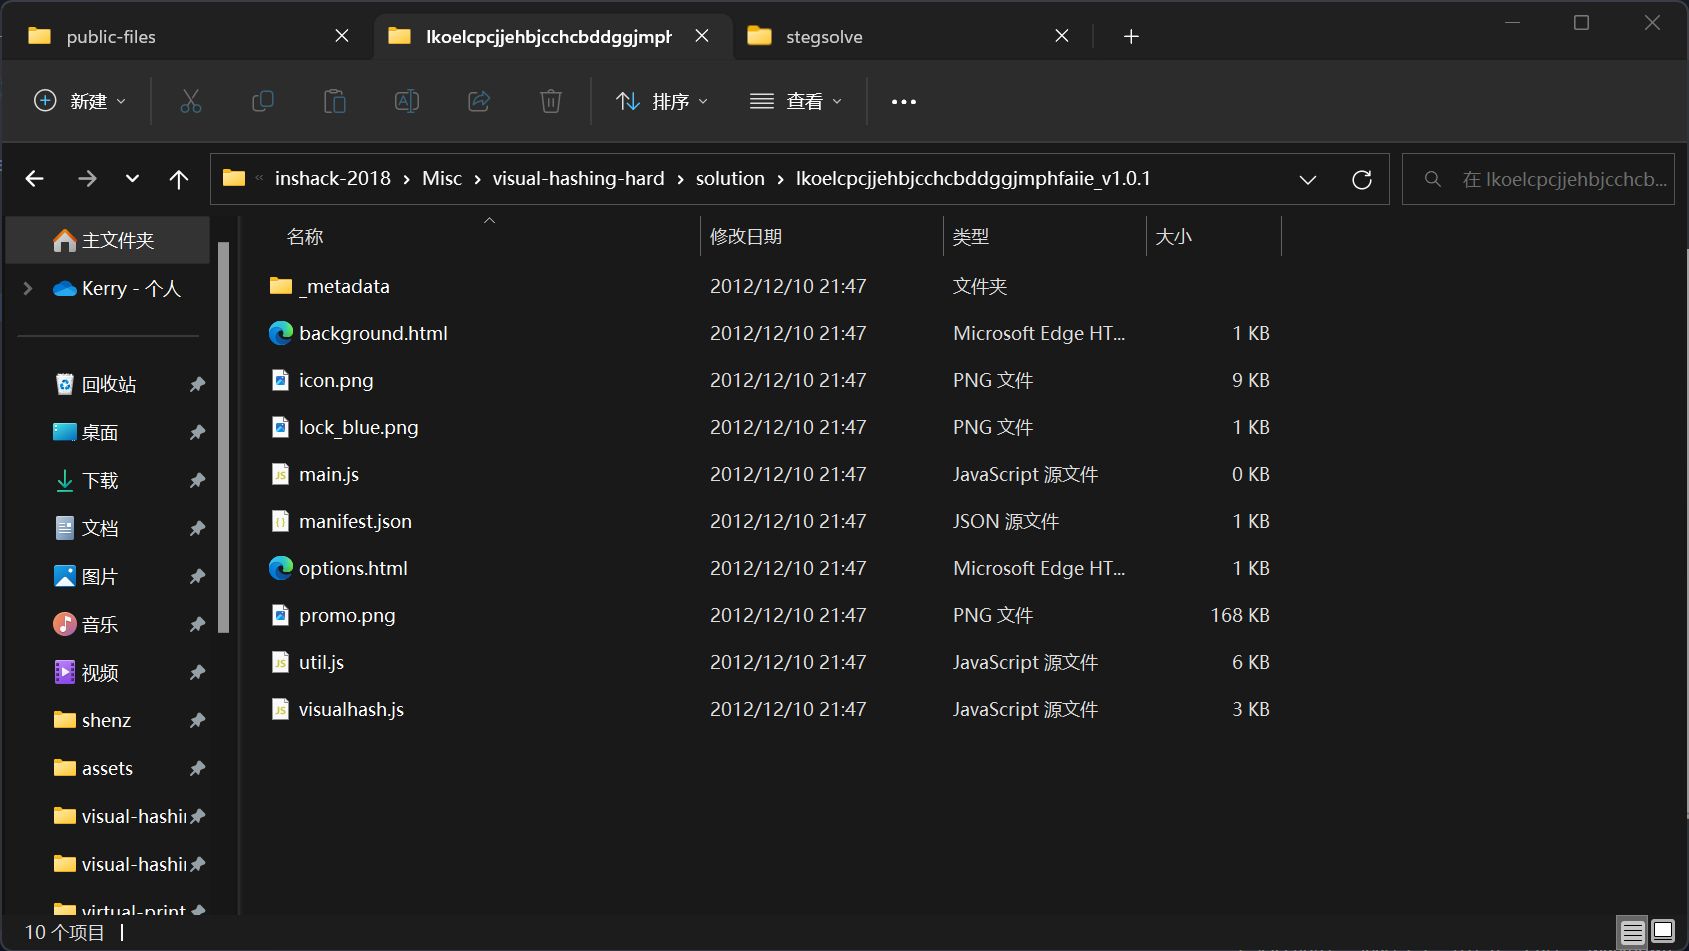 public-files
lkoelcpcjjehbjcchcbddggjmph
stegsolve
新建
排序
查看
inshack-2018 › Misc › visual-hashing-hard › solution › lkoelcpcjjehbjcchcbddggjmphfaiie_v1.0.1
在 lkoelcpcjjehbjcchcb...
主文件夹
Kerry - 个人
回收站
桌面
下载
文档
图片
音乐
视频
shenz
assets
visual-hashin
visual-hashin
virtual-print
名称 修改日期 类型 大小
_metadata 2012/12/10 21:47 文件夹
background.html 2012/12/10 21:47 Microsoft Edge HT... 1 KB
icon.png 2012/12/10 21:47 PNG 文件 9 KB
lock_blue.png 2012/12/10 21:47 PNG 文件 1 KB
main.js 2012/12/10 21:47 JavaScript 源文件 0 KB
manifest.json 2012/12/10 21:47 JSON 源文件 1 KB
options.html 2012/12/10 21:47 Microsoft Edge HT... 1 KB
promo.png 2012/12/10 21:47 PNG 文件 168 KB
util.js 2012/12/10 21:47 JavaScript 源文件 6 KB
visualhash.js 2012/12/10 21:47 JavaScript 源文件 3 KB
10 个项目